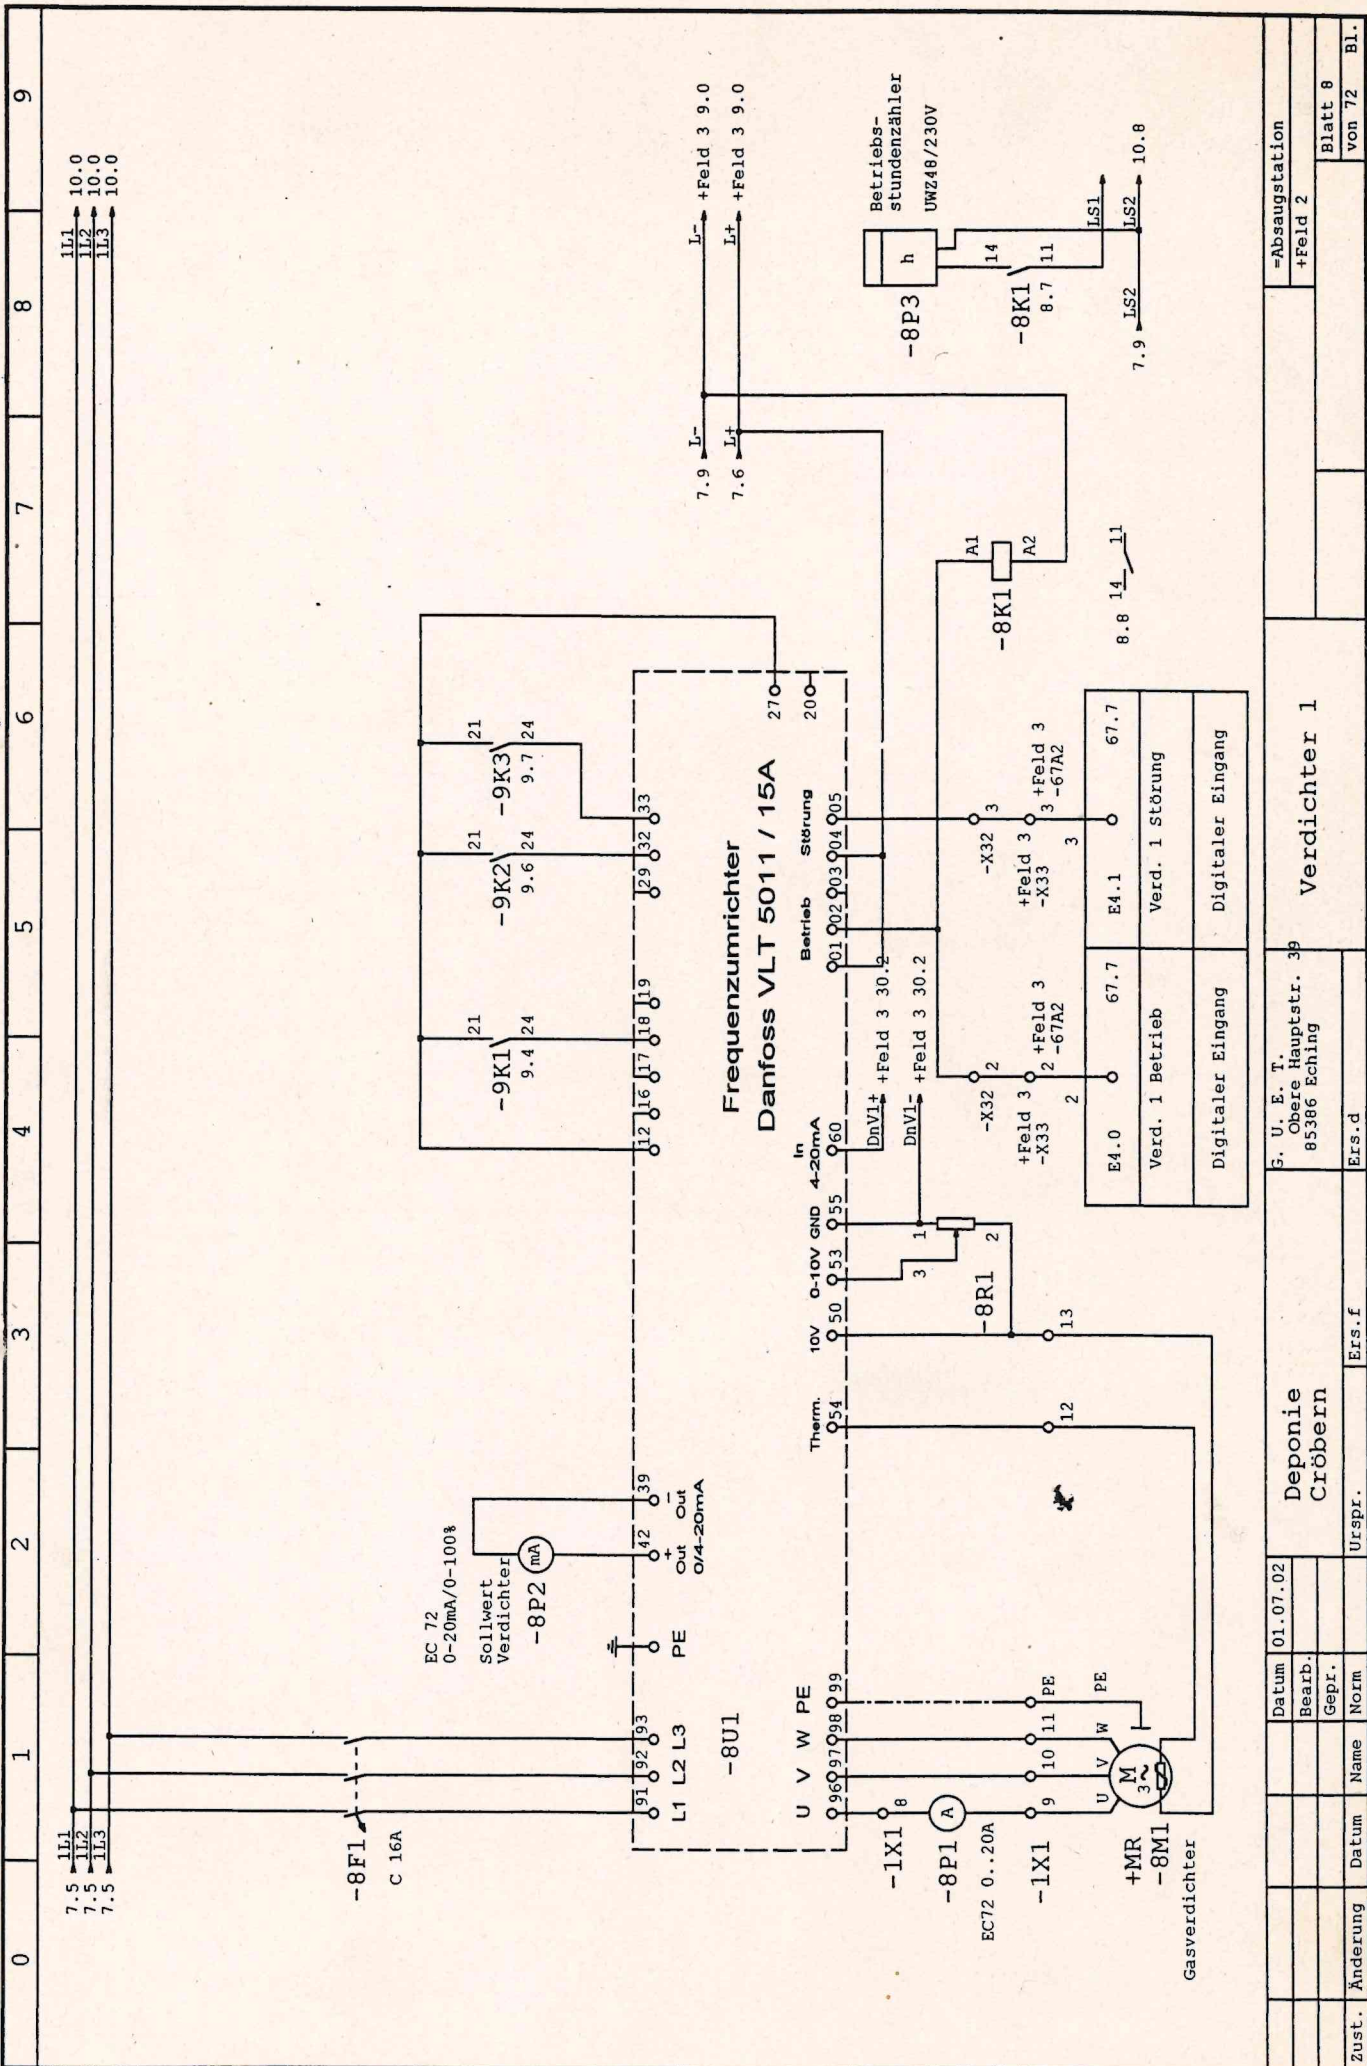 0 1 2 3 4 5 6 7 8 9
7.5 1L1
7.5 1L2
7.5 1L3
1L1 10.0
1L2 10.0
1L3 10.0
-8F1
C 16A
EC 72
0-20mA/0-100%
Sollwert
Verdichter
-8P2
mA
-9K1
21
24
9.4
-9K2
21
24
9.6
-9K3
21
24
9.7
91 92 93
L1 L2 L3
PE
42 39
+ -
Out Out
0/4-20mA
12 16 17 18 19 29 32 33
27
20
-8U1
Frequenzumrichter
Danfoss VLT 5011 / 15A
U V W PE
96 97 98 99
Therm.
54
10V
50
0-10V
53
GND
55
In
4-20mA
60
Betrieb
01 02 03
Störung
04 05
7.9 L-
L- +Feld 3 9.0
7.6 L+
L+ +Feld 3 9.0
DnV1+ +Feld 3 30.2
DnV1- +Feld 3 30.2
-1X1
8
-8P1
A
EC72 0..20A
-1X1
9 10 11 PE
U V W PE
+MR
-8M1
M
3~
Gasverdichter
12
13
-8R1
1
2
3
-X32 2
+Feld 3
-X33
2
+Feld 3
-67A2
2
-X32 3
+Feld 3
-X33
3
+Feld 3
-67A2
3
E4.0 67.7
Verd. 1 Betrieb
Digitaler Eingang
E4.1 67.7
Verd. 1 Störung
Digitaler Eingang
-8K1
A1
A2
8.8 14 11
Betriebs-
stundenzähler
UWZ48/230V
-8P3
h
-8K1
8.7
14
11
LS1
7.9 LS2
LS2 10.8
Zust. Änderung Datum Name Norm
Datum 01.07.02
Bearb.
Gepr.
Urspr.
Deponie
Cröbern
Ers.f
Ers.d
G. U. E. T.
Obere Hauptstr. 39
85386 Eching
Verdichter 1
=Absaugstation
+Feld 2
Blatt 8
von 72 Bl.